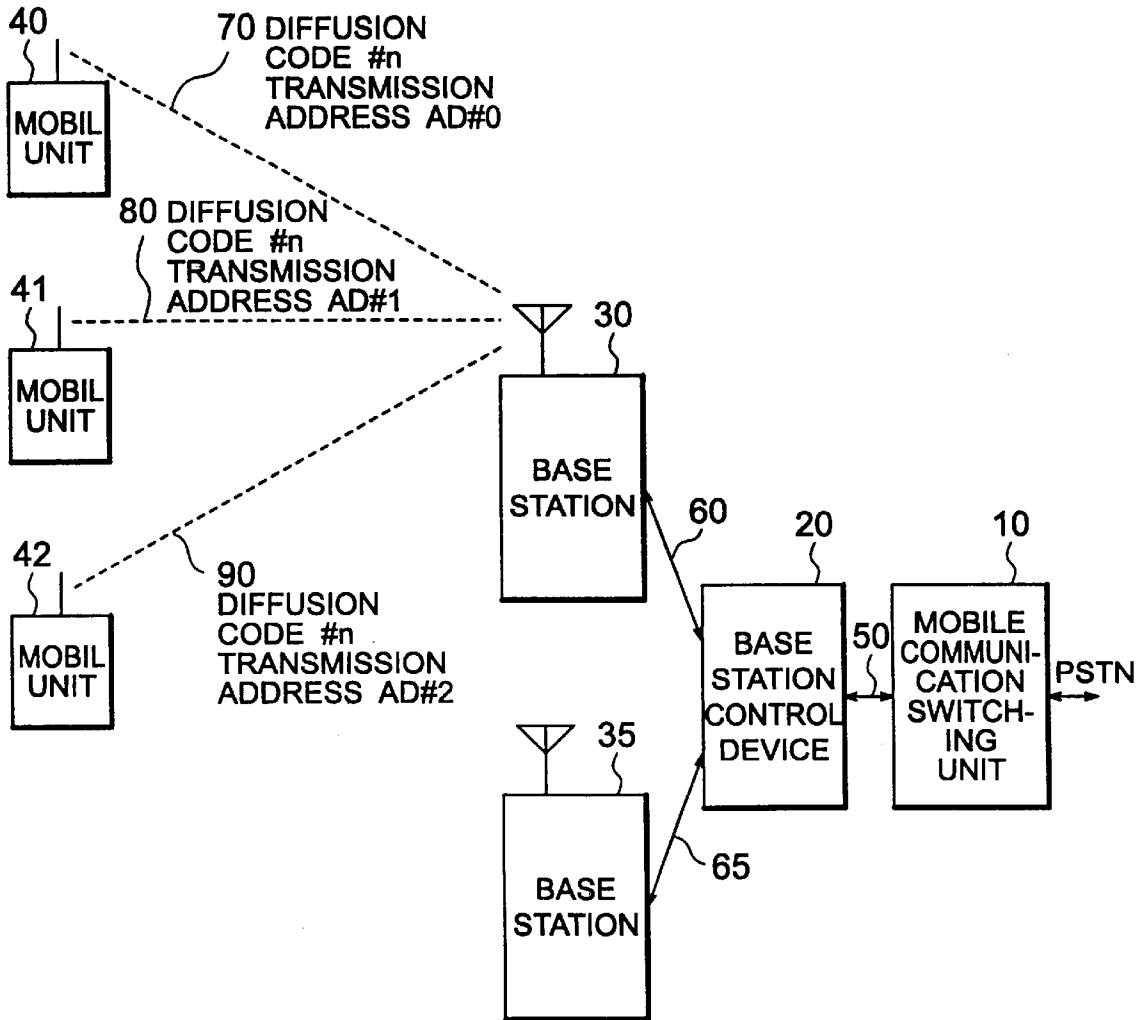 40
70 DIFFUSION
CODE #n
TRANSMISSION
ADDRESS AD#0
MOBIL
UNIT
80 DIFFUSION
CODE #n
TRANSMISSION
ADDRESS AD#1
41
MOBIL
UNIT
30
BASE
STATION
42
MOBIL
UNIT
90
DIFFUSION
CODE #n
TRANSMISSION
ADDRESS AD#2
60
20
10
BASE
STATION
CONTROL
DEVICE
50
MOBILE
COMMUNI-
CATION
SWITCH-
ING
UNIT
PSTN
35
BASE
STATION
65